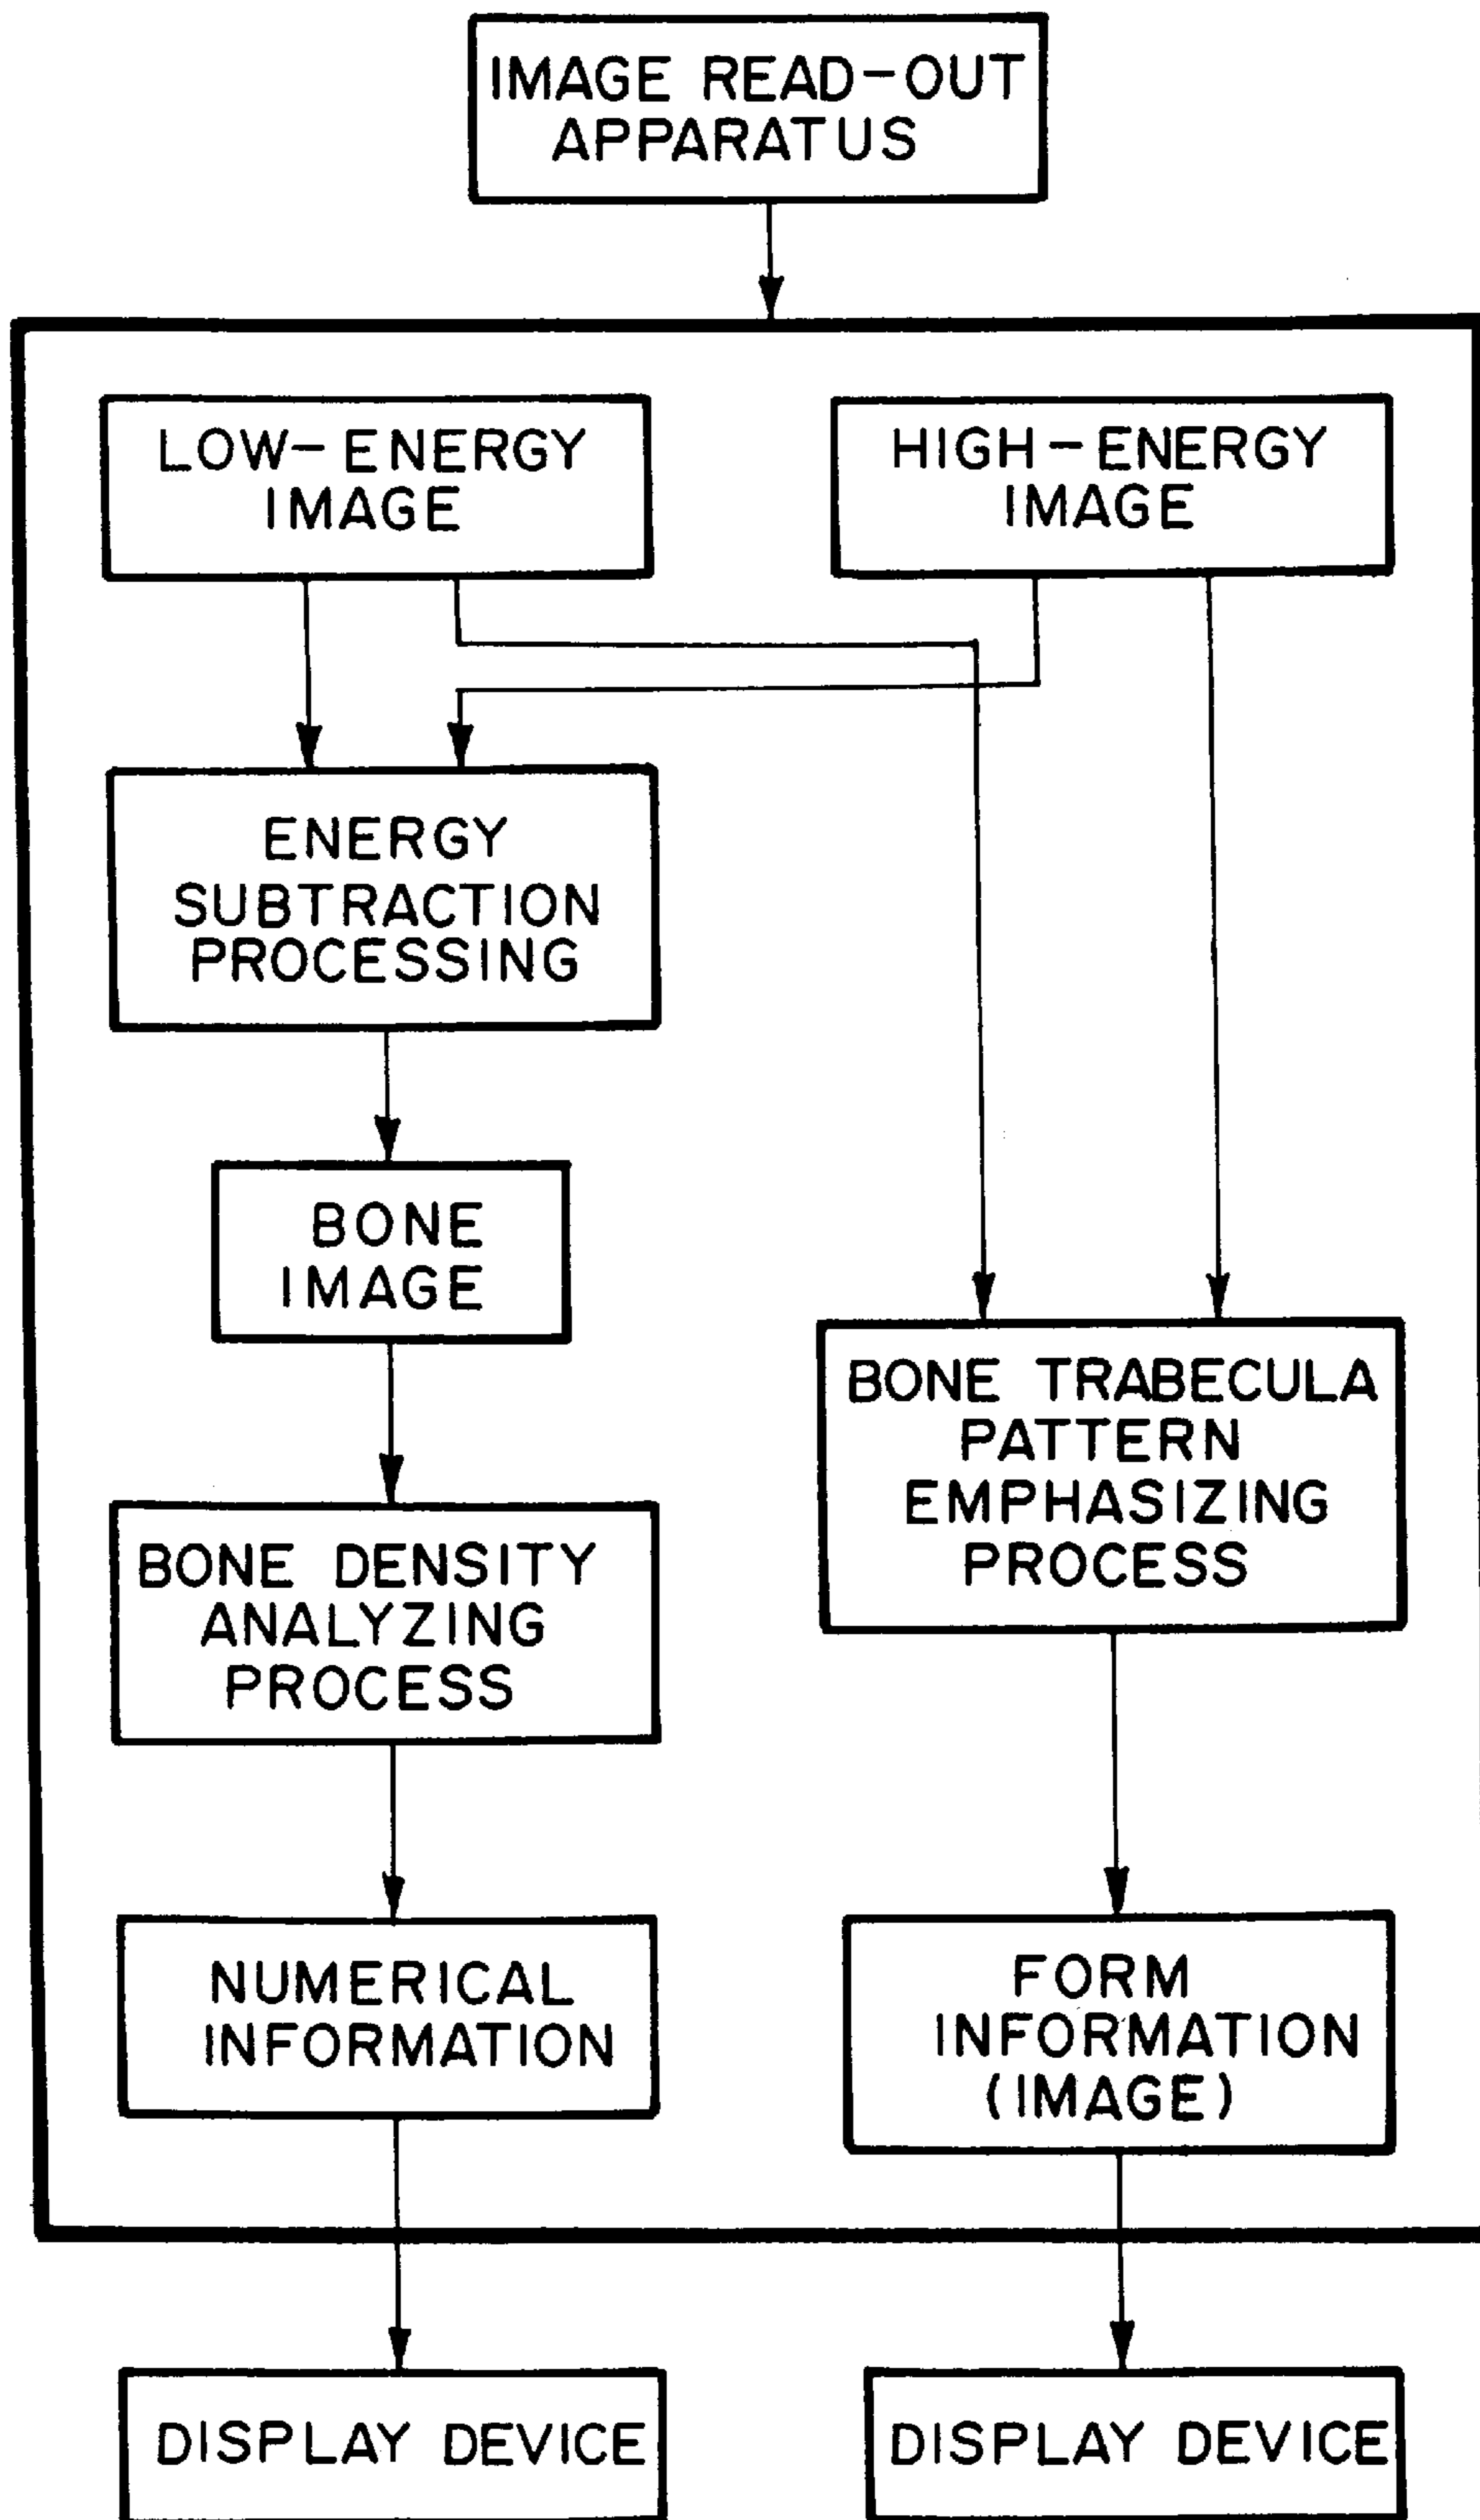 IMAGE READ-OUT
APPARATUS
LOW-ENERGY
IMAGE
HIGH-ENERGY
IMAGE
ENERGY
SUBTRACTION
PROCESSING
BONE
IMAGE
BONE TRABECULA
PATTERN
EMPHASIZING
PROCESS
BONE DENSITY
ANALYZING
PROCESS
NUMERICAL
INFORMATION
FORM
INFORMATION
(IMAGE)
DISPLAY DEVICE
DISPLAY DEVICE